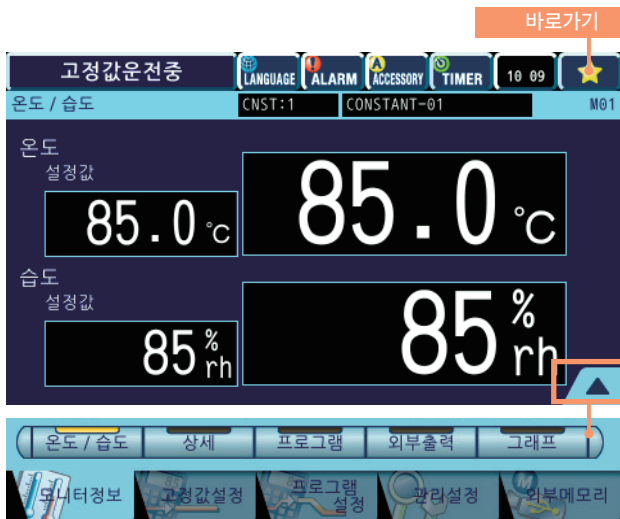 바로가기
고정값운전중 LANGUAGE ALARM ACCESSORY TIMER 10 09
온도 / 습도 CNST:1 CONSTANT-01 M01
온도
설정값
85.0 °C 85.0 °C
습도
설정값
85 % rh 85 % rh
온도 / 습도 상세 프로그램 외부출력 그래프
모니터정보 고정값설정 프로그램 설정 관리설정 외부메모리